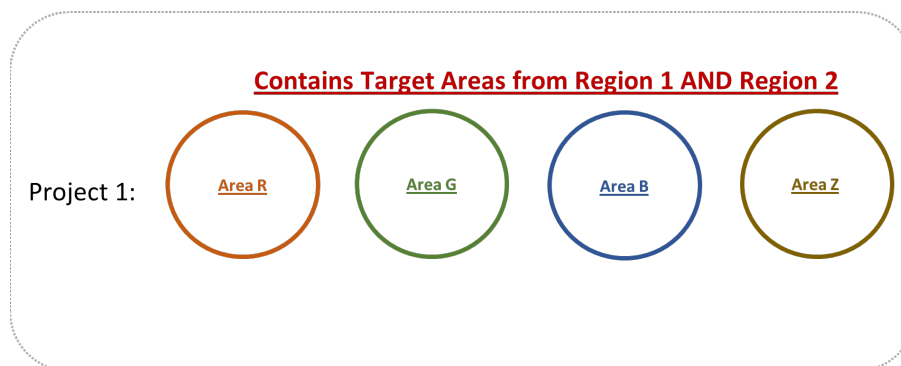 Contains Target Areas from Region 1 AND Region 2
Project 1:
Area R
Area G
Area B
Area Z